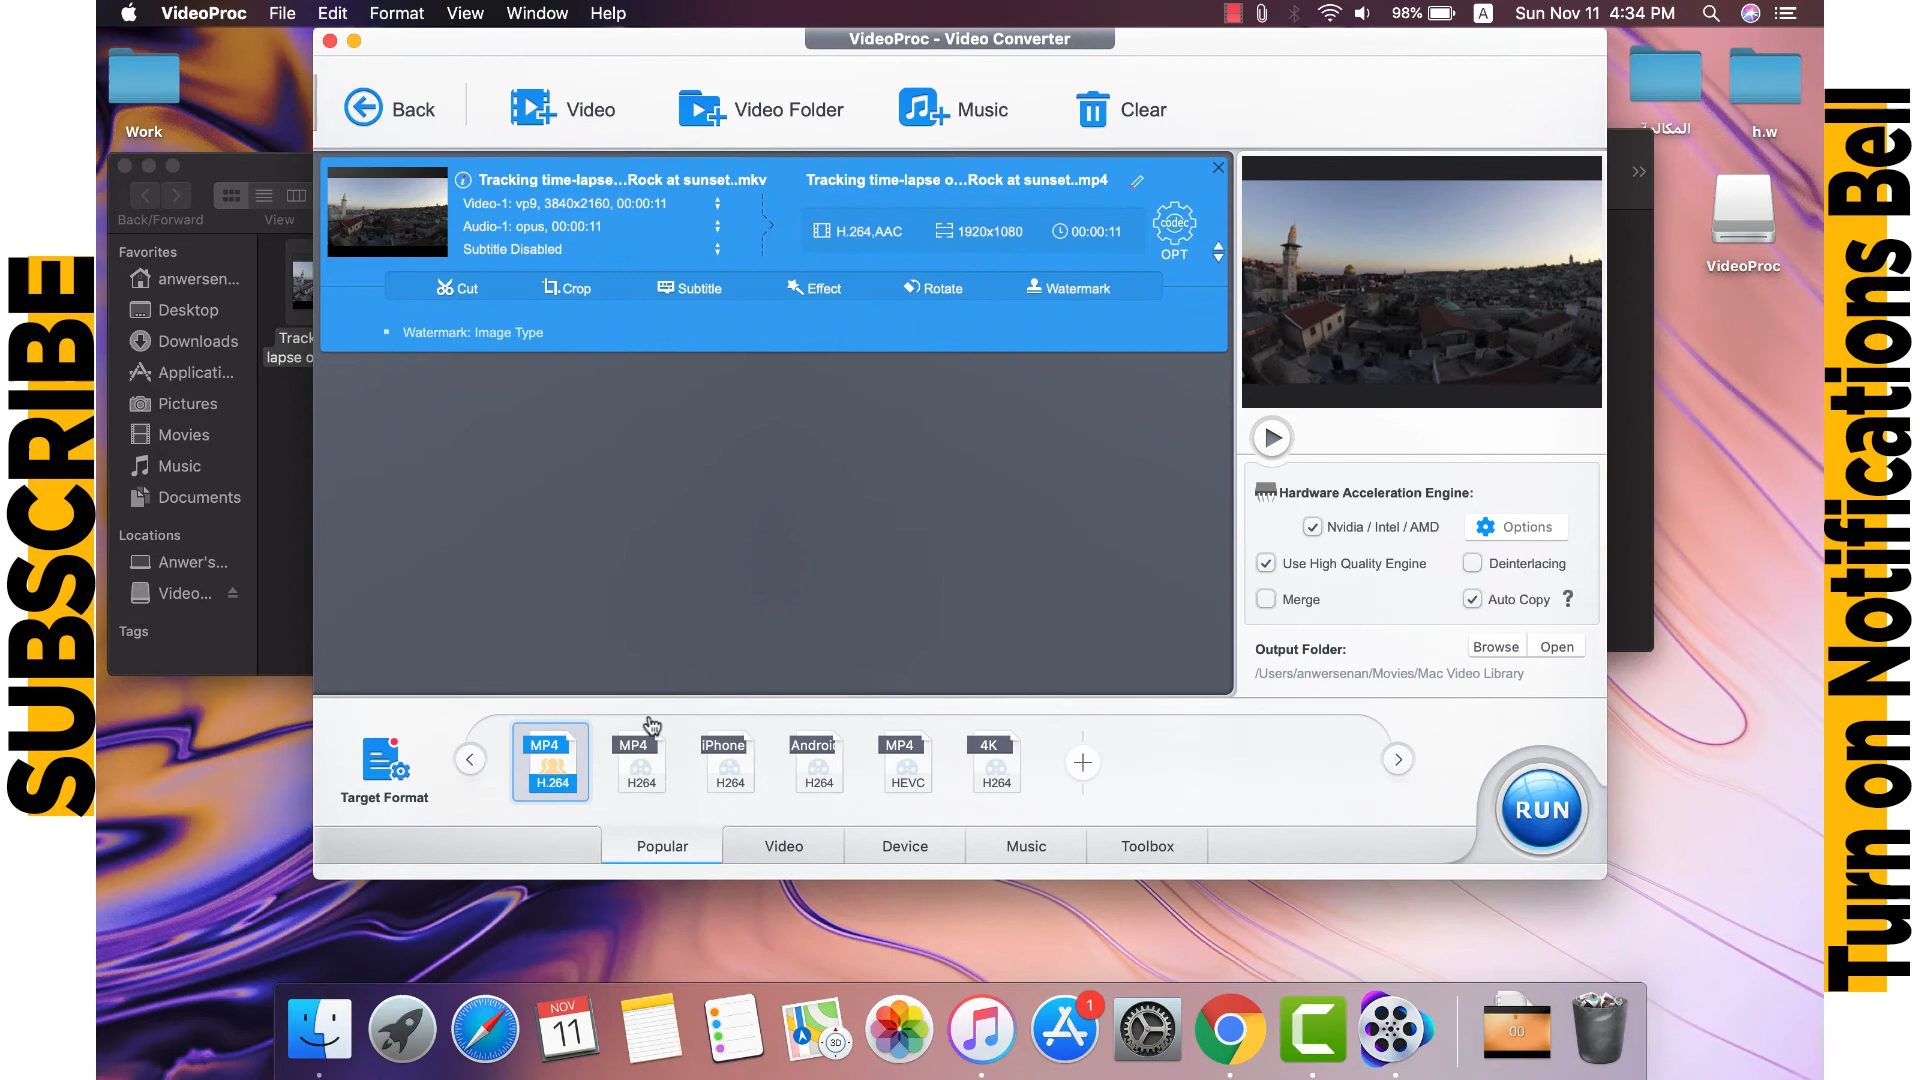 VideoProc File Edit Format View Window Help
98% A Sun Nov 11 4:34 PM
VideoProc - Video Converter
Back Video Video Folder Music Clear
Work
h.w
VideoProc
Back/Forward View
Favorites
anwersen...
Desktop
Downloads
Applicati...
Pictures
Movies
Music
Documents
Locations
Anwer's...
Video...
Tags
Trac
lapse o
Tracking time-lapse...Rock at sunset..mkv
Video-1: vp9, 3840x2160, 00:00:11
Audio-1: opus, 00:00:11
Subtitle Disabled
Tracking time-lapse o...Rock at sunset..mp4
H.264,AAC 1920x1080 00:00:11
codec
OPT
Cut Crop Subtitle Effect Rotate Watermark
Watermark: Image Type
Hardware Acceleration Engine:
Nvidia / Intel / AMD Options
Use High Quality Engine Deinterlacing
Merge Auto Copy ?
Output Folder: Browse Open
/Users/anwersenan/Movies/Mac Video Library
Target Format
MP4 H.264
MP4 H264
iPhone H264
Android H264
MP4 HEVC
4K H264
RUN
Popular Video Device Music Toolbox
NOV
11
3D
1
00
SUBSCRIBE
Turn on Notifications Bell